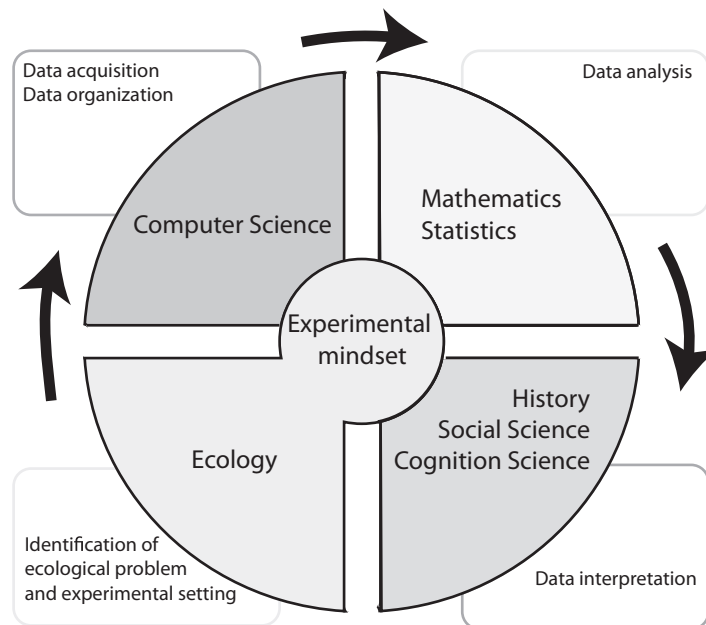 Data acquisition
Data organization
Data analysis
Computer Science
Mathematics
Statistics
Experimental
mindset
Ecology
History
Social Science
Cognition Science
Identification of
ecological problem
and experimental setting
Data interpretation